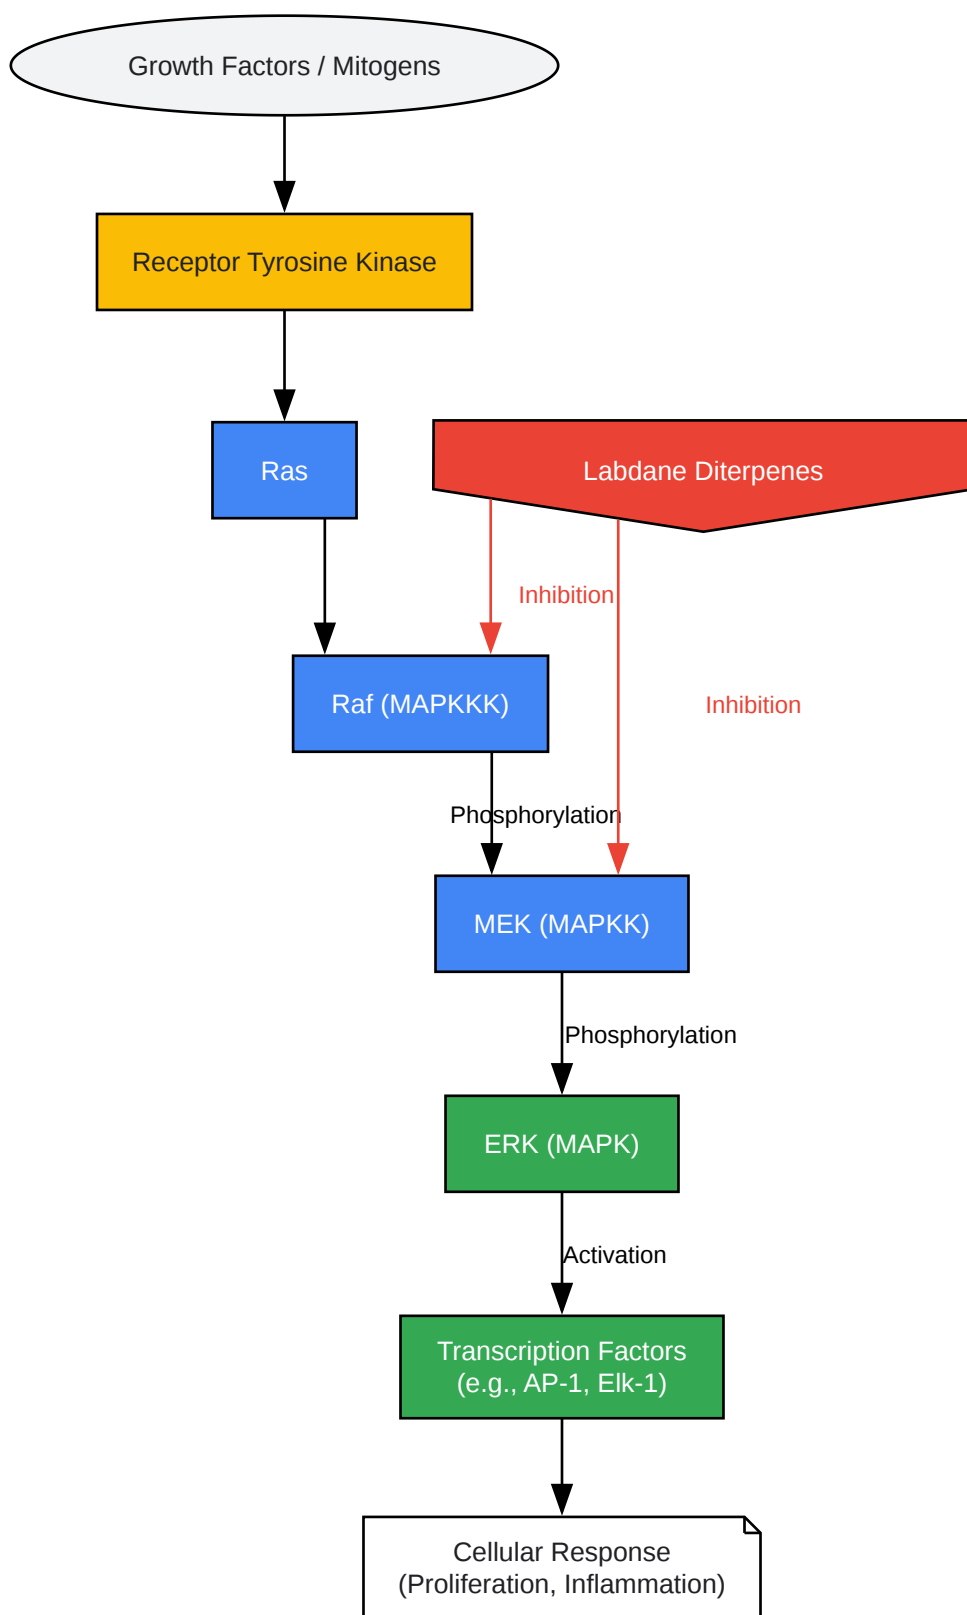 Growth Factors / Mitogens
Receptor Tyrosine Kinase
Ras
Labdane Diterpenes
Inhibition
Raf (MAPKKK)
Inhibition
Phosphorylation
MEK (MAPKK)
Phosphorylation
ERK (MAPK)
Activation
Transcription Factors
(e.g., AP-1, Elk-1)
Cellular Response
(Proliferation, Inflammation)